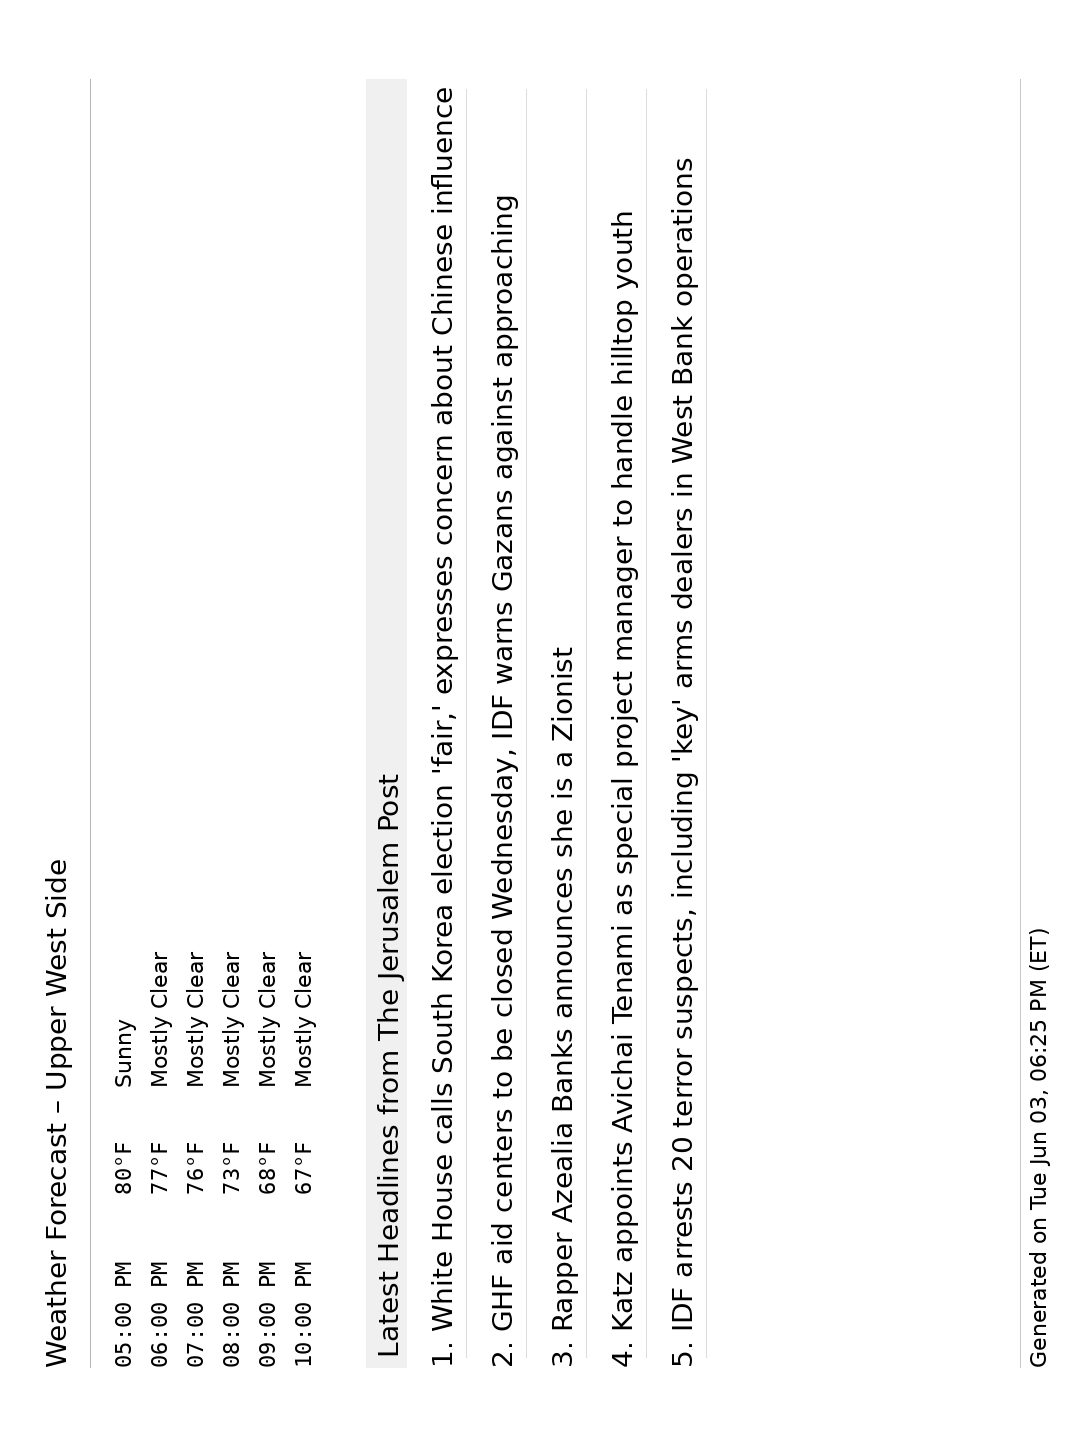 Weather Forecast – Upper West Side
05:00 PM 80°F Sunny
06:00 PM 77°F Mostly Clear
07:00 PM 76°F Mostly Clear
08:00 PM 73°F Mostly Clear
09:00 PM 68°F Mostly Clear
10:00 PM 67°F Mostly Clear
Latest Headlines from The Jerusalem Post
1. White House calls South Korea election 'fair,' expresses concern about Chinese influence
2. GHF aid centers to be closed Wednesday, IDF warns Gazans against approaching
3. Rapper Azealia Banks announces she is a Zionist
4. Katz appoints Avichai Tenami as special project manager to handle hilltop youth
5. IDF arrests 20 terror suspects, including 'key' arms dealers in West Bank operations
Generated on Tue Jun 03, 06:25 PM (ET)